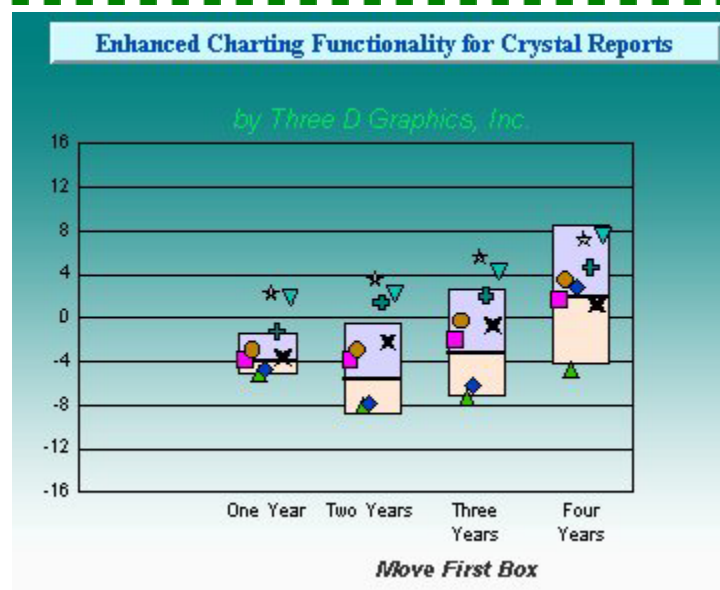 Enhanced Charting Functionality for Crystal Reports
by Three D Graphics, Inc.
16
12
8
4
0
-4
-8
-12
-16
One Year Two Years Three Years Four Years
Move First Box